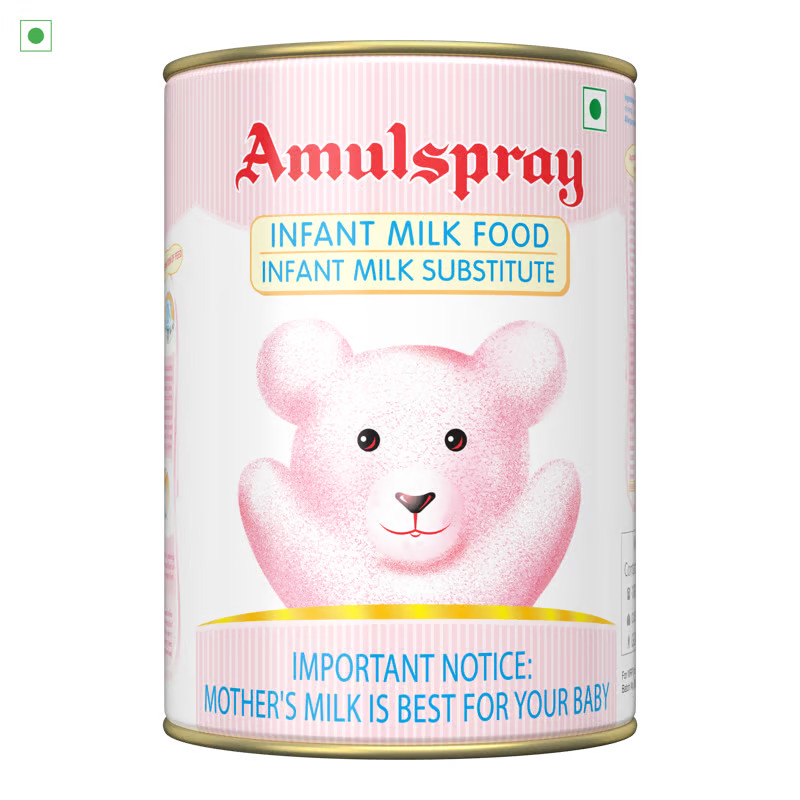 Amulspray
INFANT MILK FOOD
INFANT MILK SUBSTITUTE
IMPORTANT NOTICE:
MOTHER'S MILK IS BEST FOR YOUR BABY